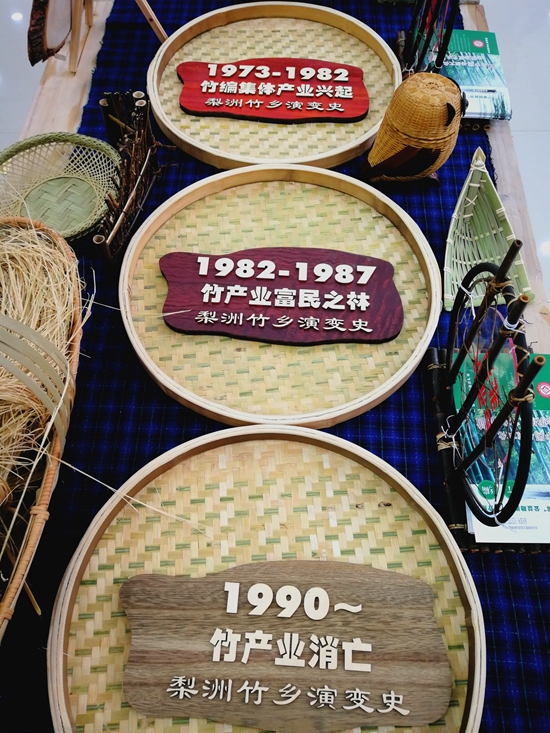 1973-1982
竹编集体产业兴起
梨洲竹乡演变史
1982-1987
竹产业富民之林
梨洲竹乡演变史
1990~
竹产业消亡
梨洲竹乡演变史